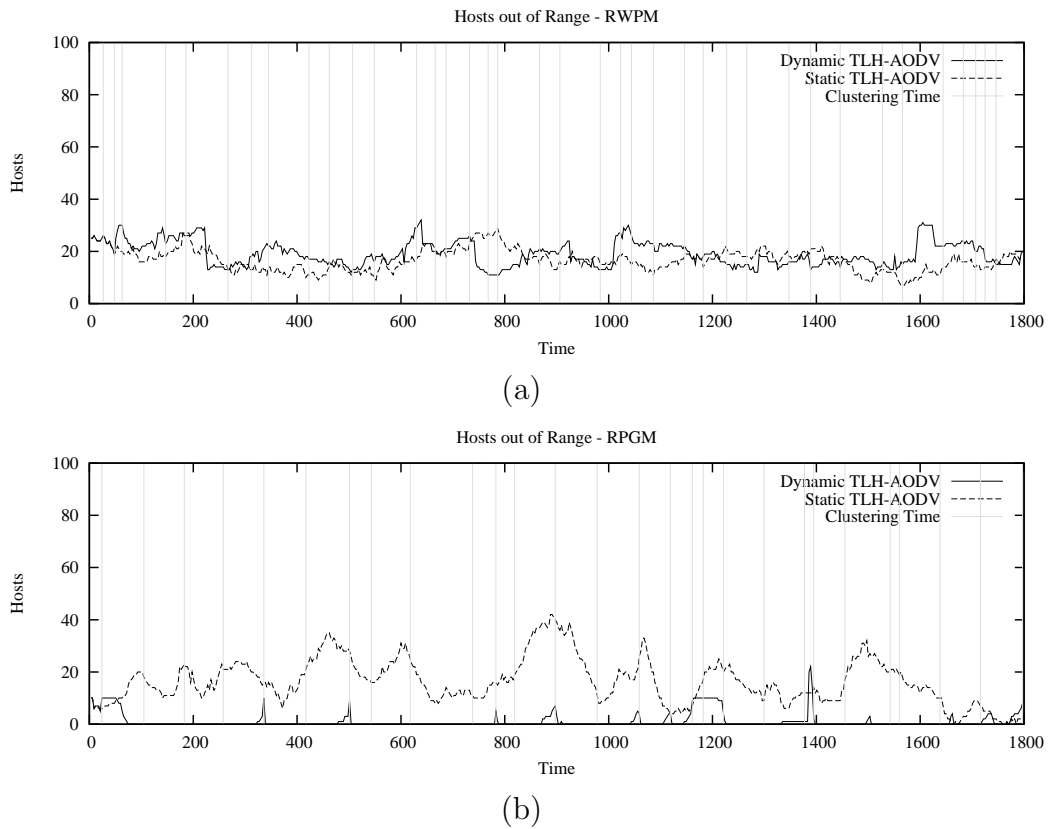 Hosts out of Range - RWPM
100
80
60
40
20
0
Hosts
Dynamic TLH-AODV
Static TLH-AODV
Clustering Time
0 200 400 600 800 1000 1200 1400 1600 1800
Time
(a)
Hosts out of Range - RPGM
100
80
60
40
20
0
Hosts
Dynamic TLH-AODV
Static TLH-AODV
Clustering Time
0 200 400 600 800 1000 1200 1400 1600 1800
Time
(b)